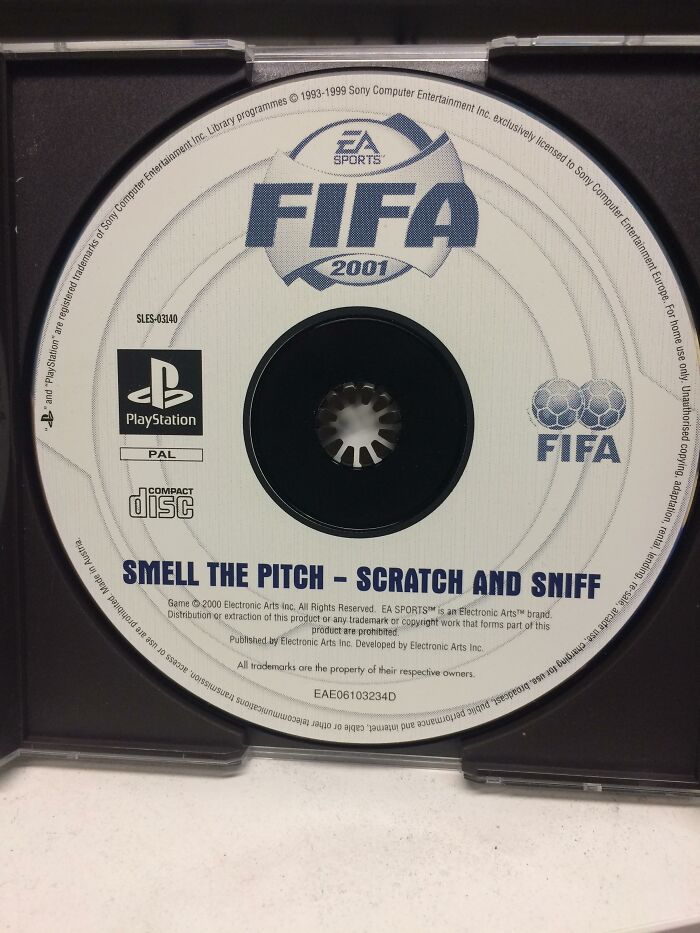 "PS" and "PlayStation" are registered trademarks of Sony Computer Entertainment Inc. Library programmes © 1993-1999 Sony Computer Entertainment Inc. exclusively licensed to Sony Computer Entertainment Europe. For home use only. Unauthorised copying, adaptation, rental, lending, re-sale, arcade use, charging for use, broadcast, public performance and internet, cable or other telecommunications transmission, access or use are prohibited. Made in Austria.
EA
SPORTS™
FIFA
2001
SLES-03140
PlayStation
PAL
COMPACT
disc
FIFA
SMELL THE PITCH – SCRATCH AND SNIFF
Game © 2000 Electronic Arts Inc. All Rights Reserved. EA SPORTS™ is an Electronic Arts™ brand.
Distribution or extraction of this product or any trademark or copyright work that forms part of this
product are prohibited.
Published by Electronic Arts Inc. Developed by Electronic Arts Inc.
All trademarks are the property of their respective owners.
EAE06103234D